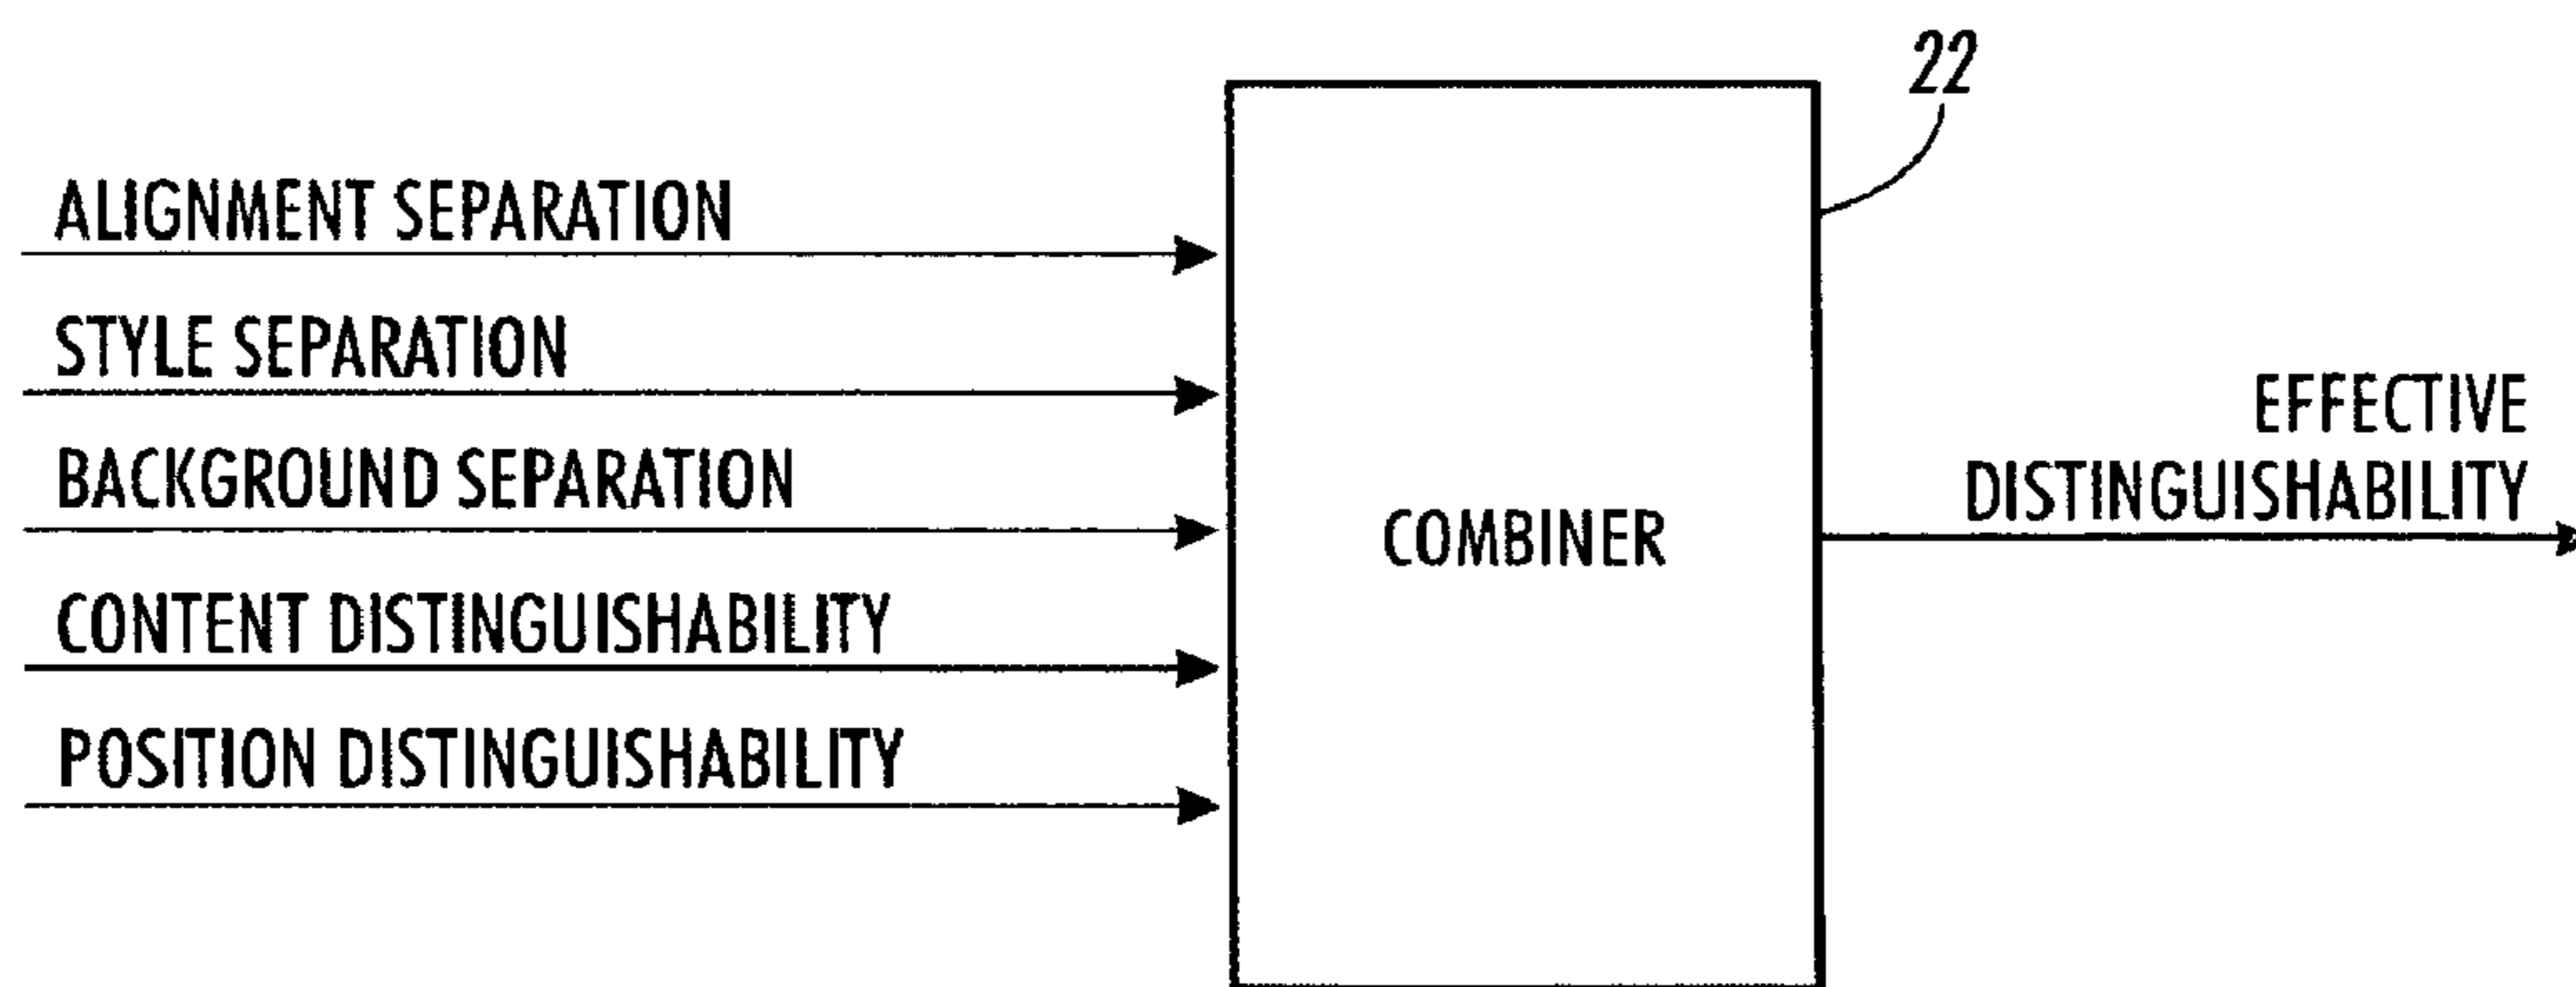 22
ALIGNMENT SEPARATION
STYLE SEPARATION
BACKGROUND SEPARATION
CONTENT DISTINGUISHABILITY
POSITION DISTINGUISHABILITY
COMBINER
EFFECTIVE
DISTINGUISHABILITY